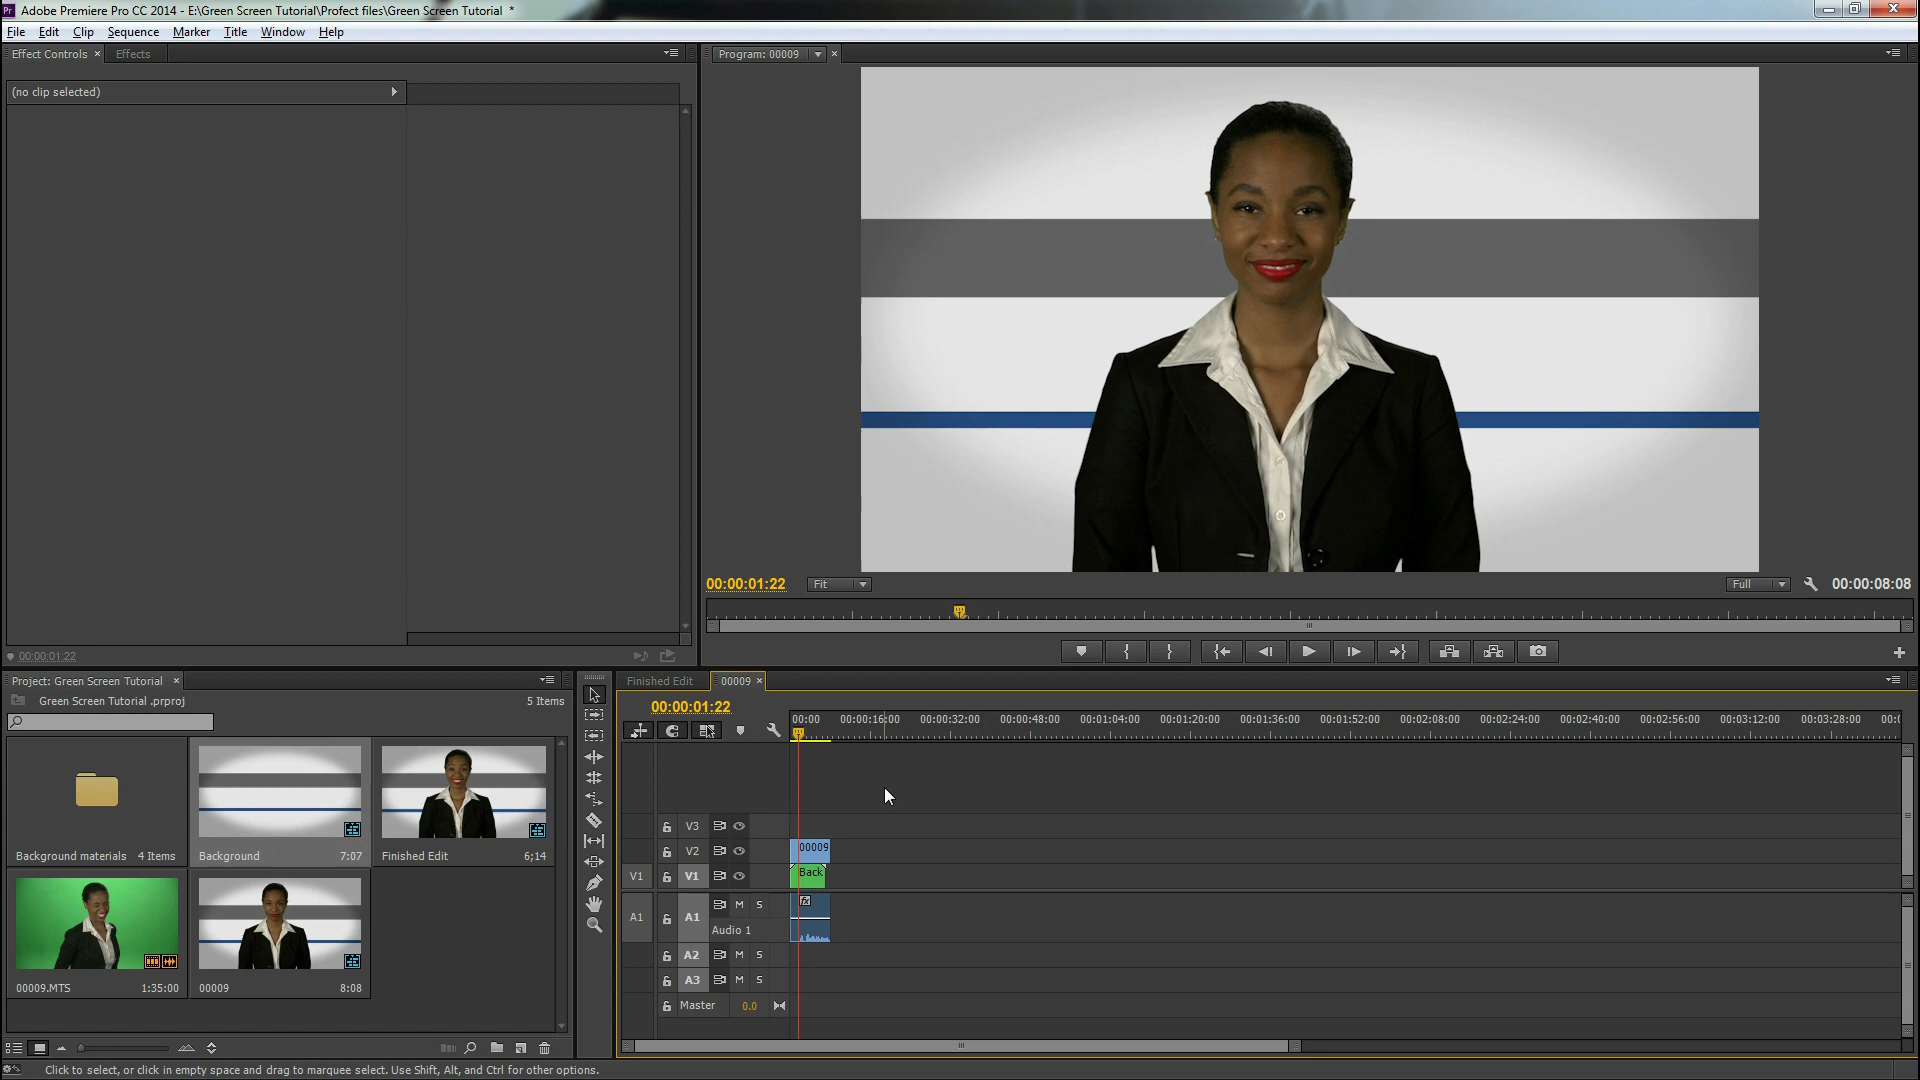 Pr Adobe Premiere Pro CC 2014 - E:\Green Screen Tutorial\Profect files\Green Screen Tutorial *
File Edit Clip Sequence Marker Title Window Help
Effect Controls × Effects
Program: 00009 ×
(no clip selected)
00:00:01:22 Fit Full 00:00:08:08
00:00:01:22
Project: Green Screen Tutorial ×
Finished Edit 00009 ×
Green Screen Tutorial .prproj 5 Items
00:00:01:22
00:00 00:00:16:00 00:00:32:00 00:00:48:00 00:01:04:00 00:01:20:00 00:01:36:00 00:01:52:00 00:02:08:00 00:02:24:00 00:02:40:00 00:02:56:00 00:03:12:00 00:03:28:00 00:0
Background materials 4 Items
Background 7:07
Finished Edit 6;14
V3
V2 00009
V1 V1 Back
A1 A1 M S fx
Audio 1
A2 M S
A3 M S
Master 0.0
00009.MTS 1:35:00
00009 8:08
Click to select, or click in empty space and drag to marquee select. Use Shift, Alt, and Ctrl for other options.